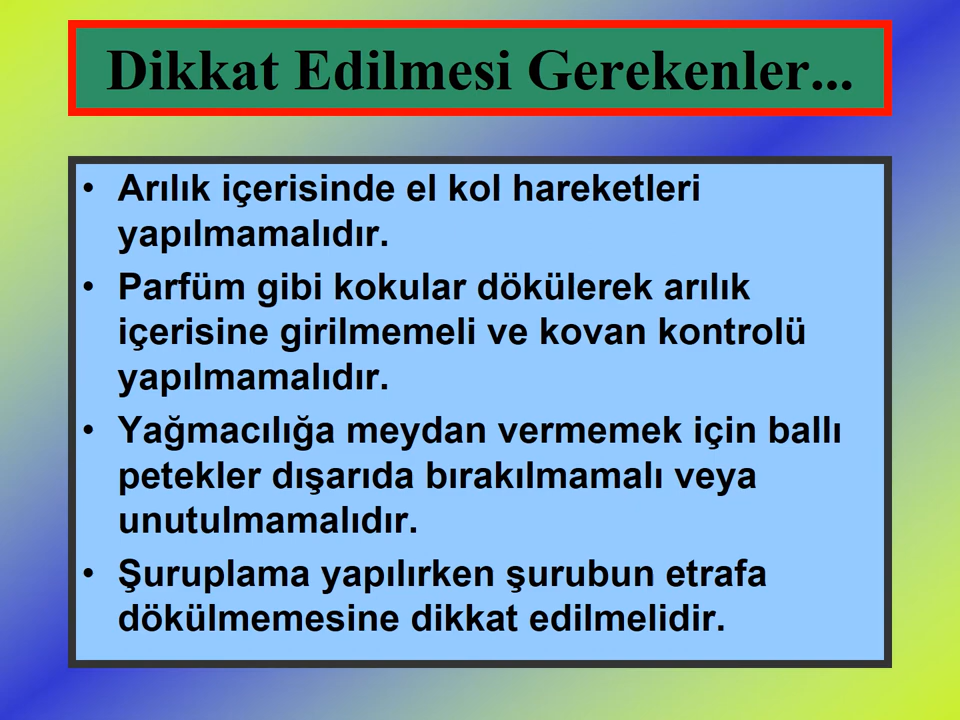 Dikkat Edilmesi Gerekenler...
• Arılık içerisinde el kol hareketleri
yapılmamalıdır.
• Parfüm gibi kokular dökülerek arılık
içerisine girilmemeli ve kovan kontrolü
yapılmamalıdır.
• Yağmacılığa meydan vermemek için ballı
petekler dışarıda bırakılmamalı veya
unutulmamalıdır.
• Şuruplama yapılırken şurubun etrafa
dökülmemesine dikkat edilmelidir.